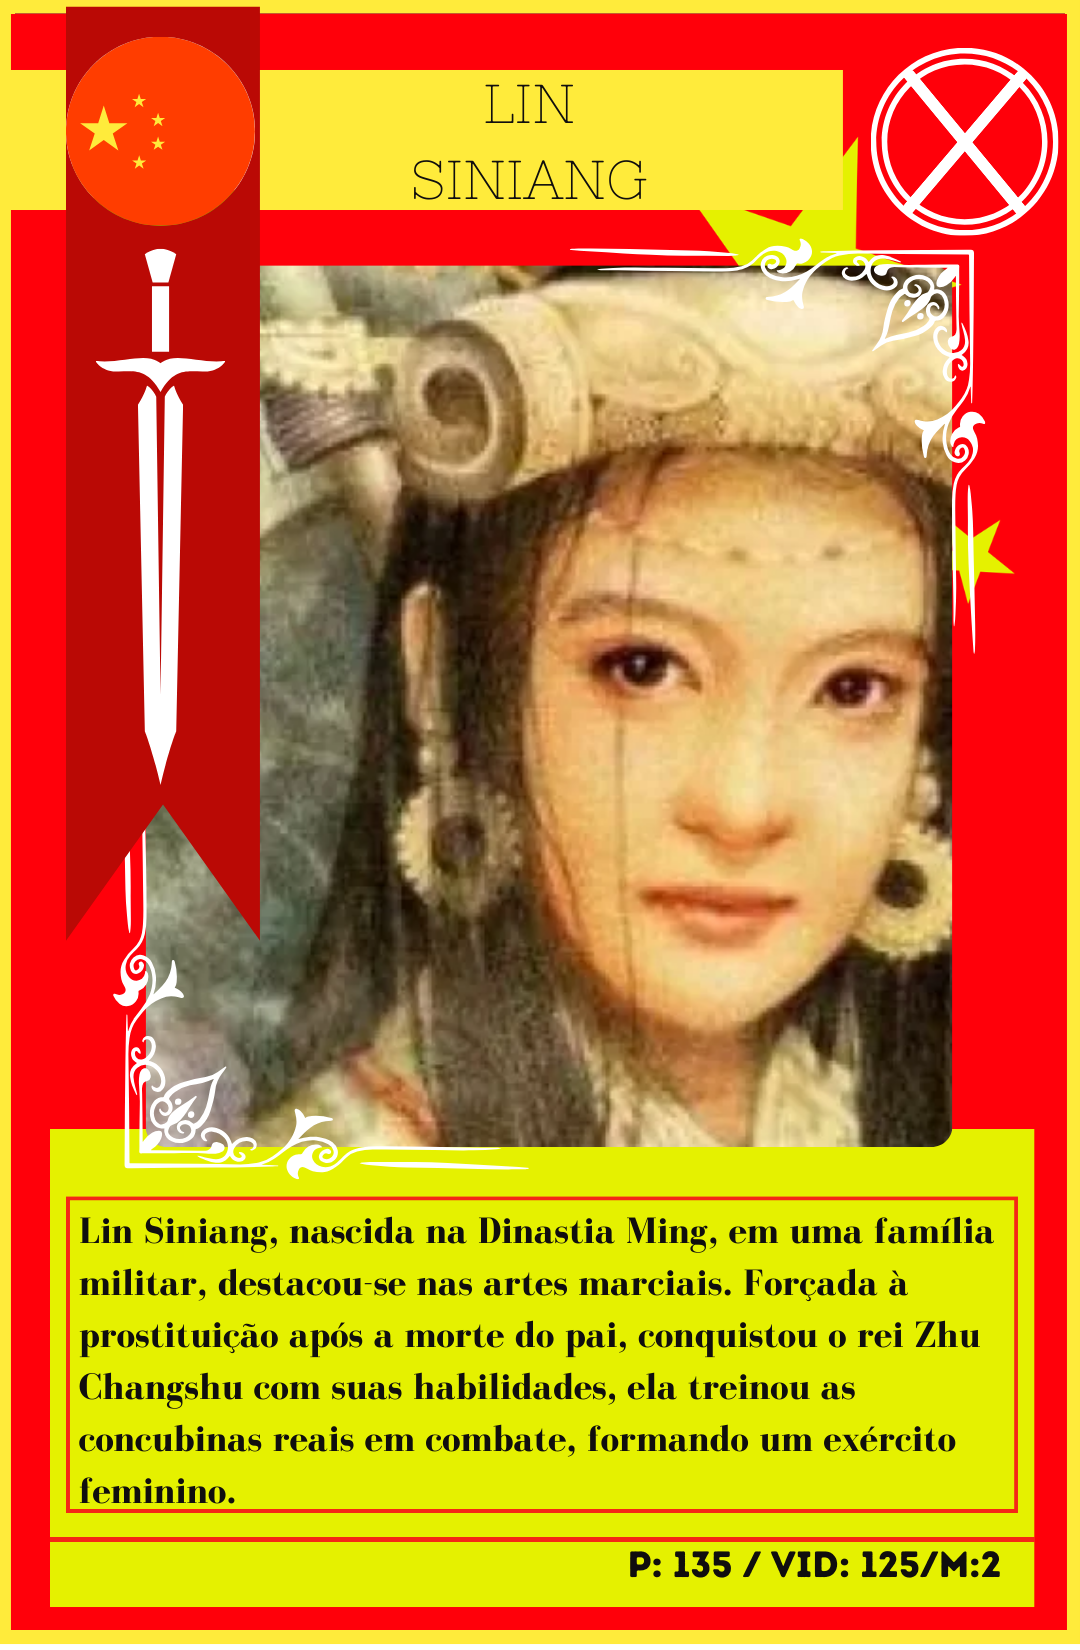 LIN
SINIANG
Lin Siniang, nascida na Dinastia Ming, em uma família
militar, destacou-se nas artes marciais. Forçada à
prostituição após a morte do pai, conquistou o rei Zhu
Changshu com suas habilidades, ela treinou as
concubinas reais em combate, formando um exército
feminino.
P: 135 / VID: 125/M:2